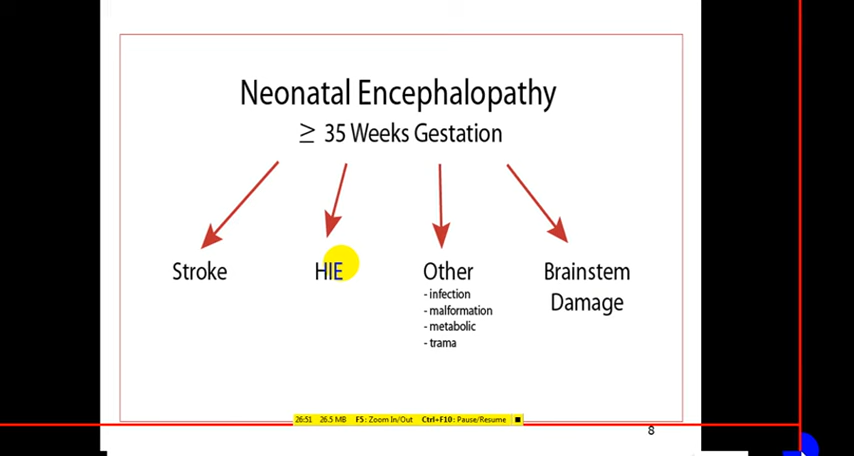 Neonatal Encephalopathy
≥ 35 Weeks Gestation
Stroke
HIE
Other
- infection
- malformation
- metabolic
- trama
Brainstem
Damage
26:51 26.5 MB F5: Zoom In/Out Ctrl+F10: Pause/Resume
8